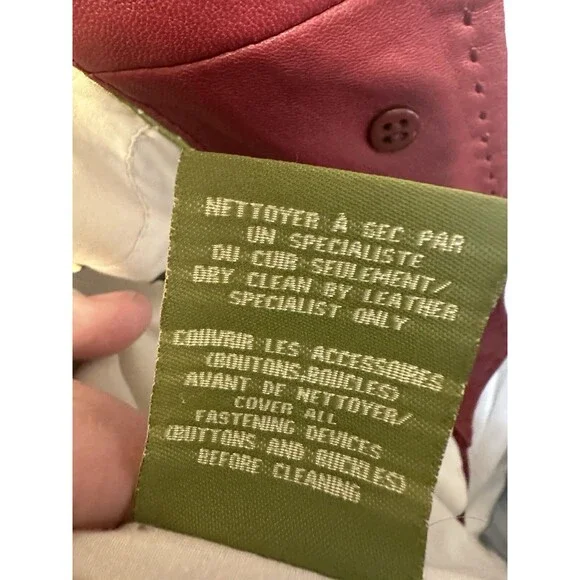 NETTOYER À SEC PAR
UN SPECIALISTE
DU CUIR SEULEMENT/
DRY CLEAN BY LEATHER
SPECIALIST ONLY
COUVRIR LES ACCESSOIRES
(BOUTONS,BOUCLES)
AVANT DE NETTOYER/
COVER ALL
FASTENING DEVICES
(BUTTONS AND BUCKLES)
BEFORE CLEANING